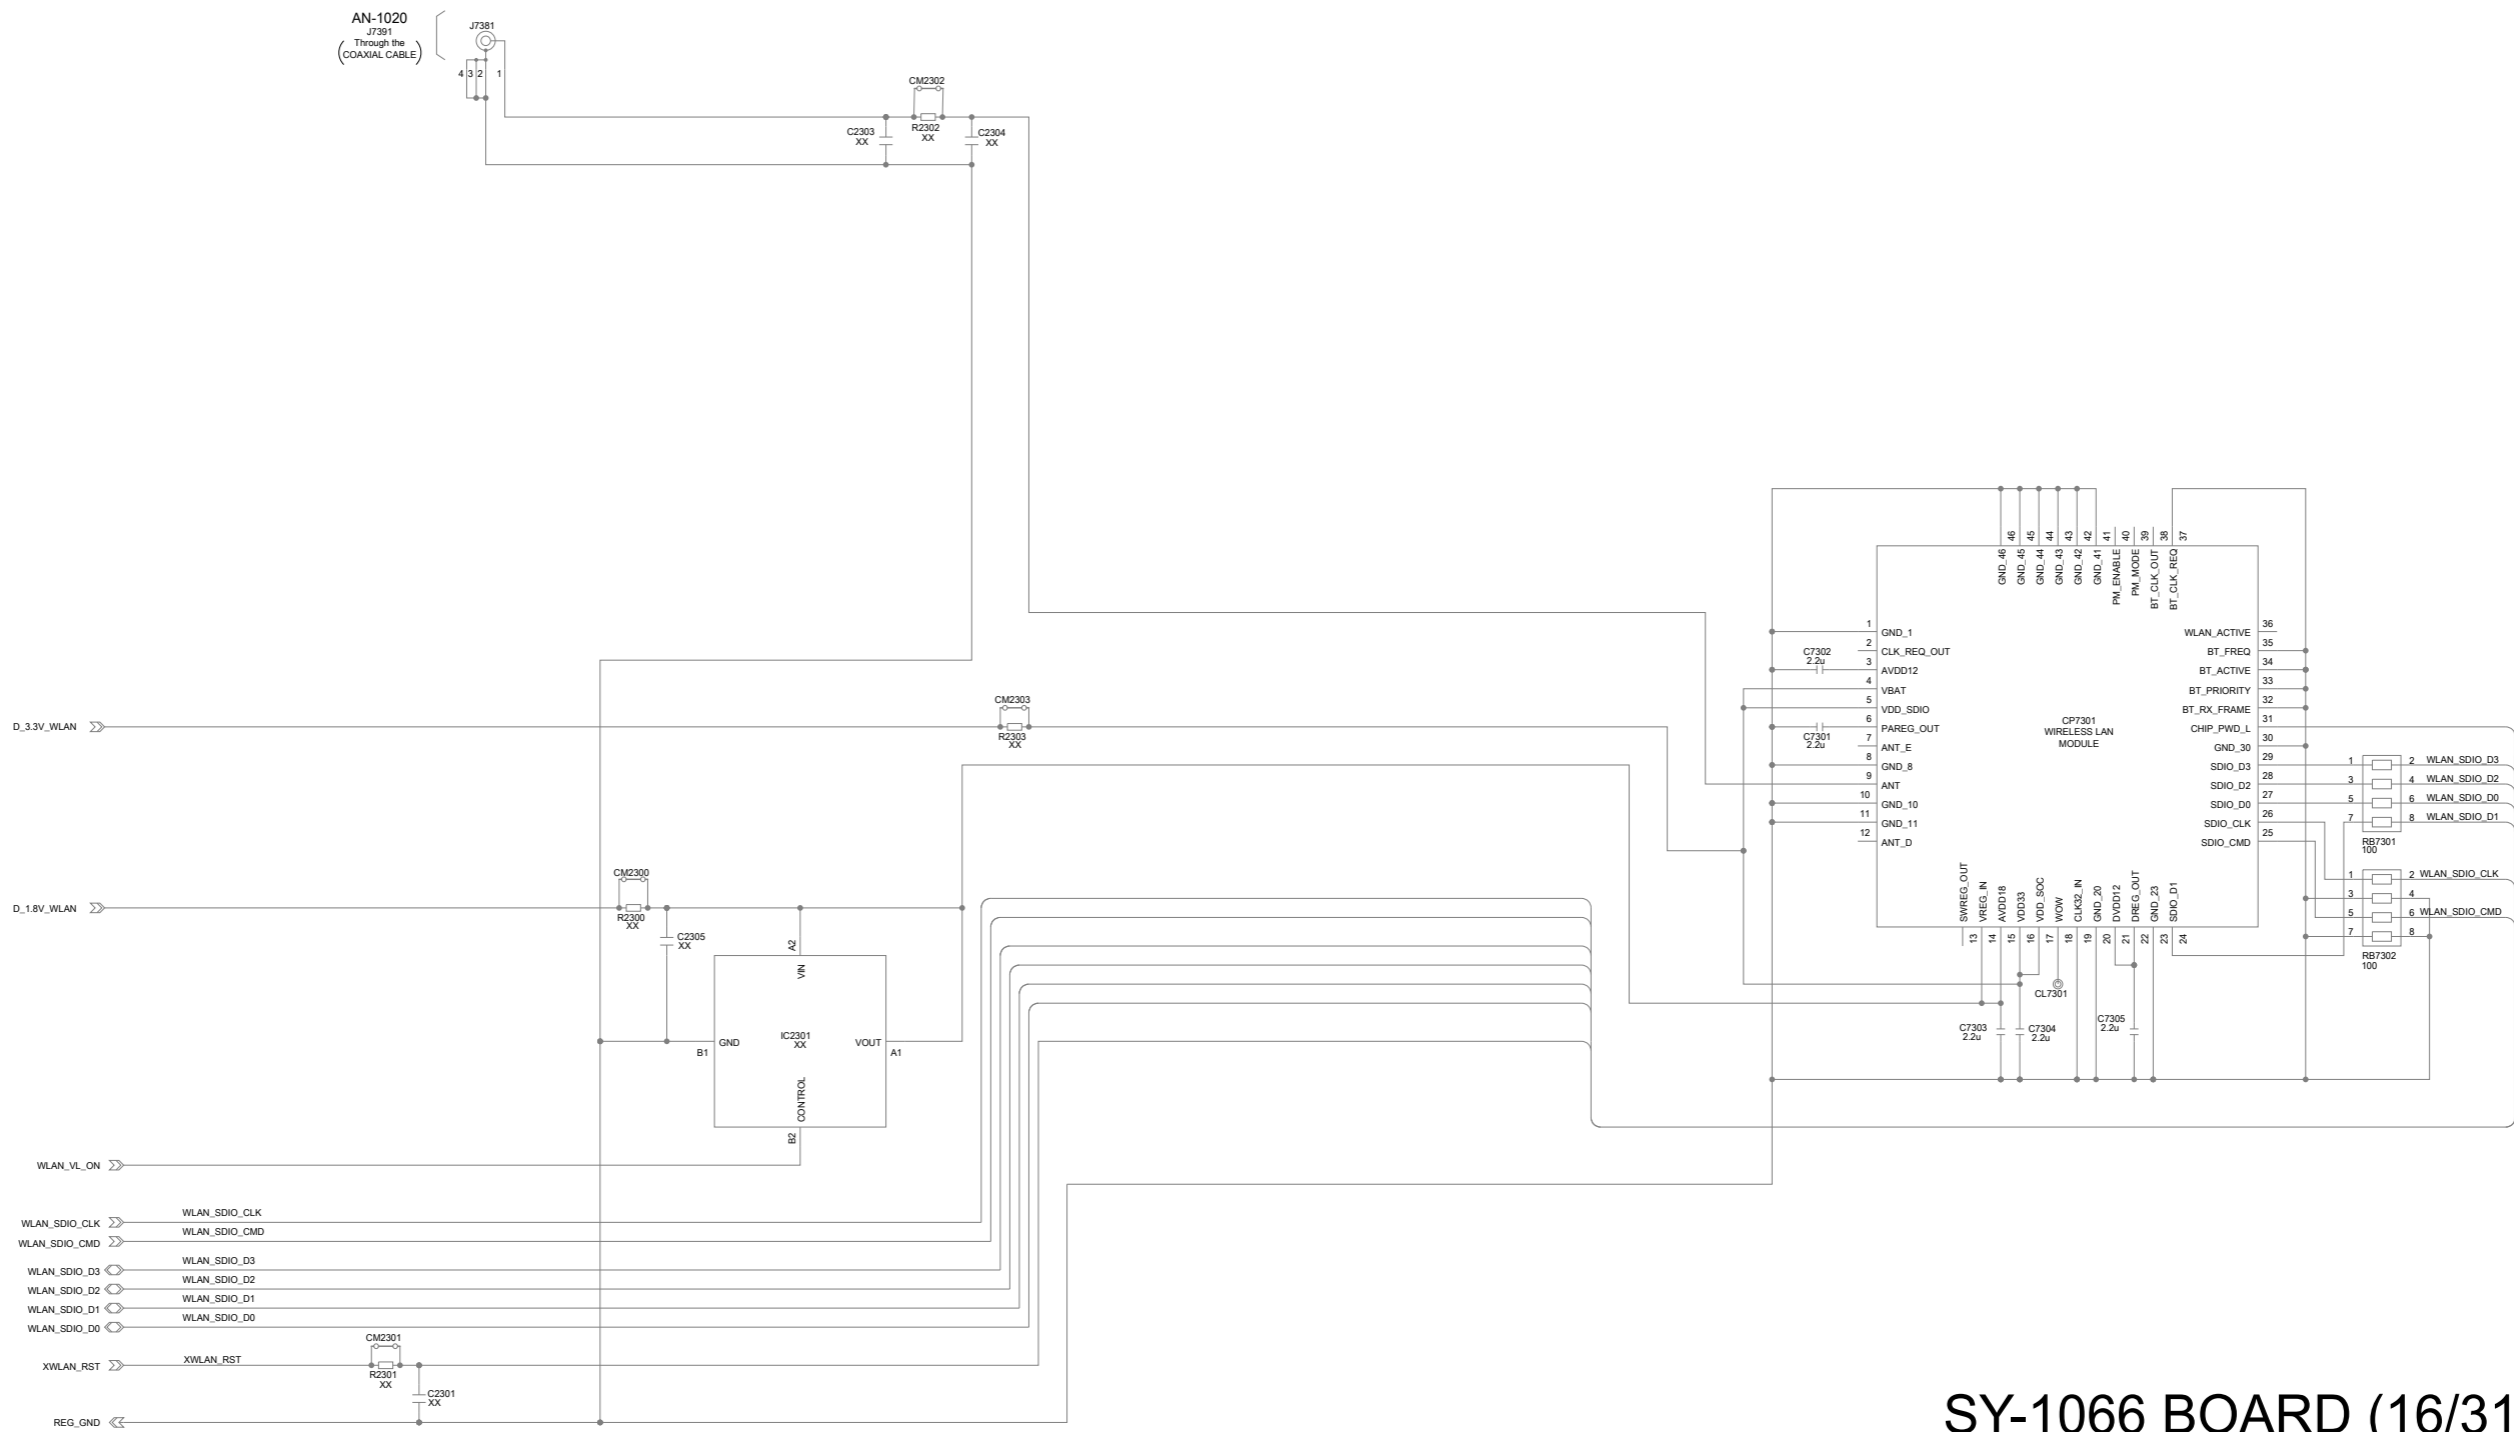 AN-1020
J7391
Through the
COAXIAL CABLE
J7381
4 3 2 1
CM2302
C2303
XX
R2302
XX
C2304
XX
D_3.3V_WLAN
CM2303
R2303
XX
D_1.8V_WLAN
CM2300
R2300
XX
C2305
XX
A2
VIN
IC2301
XX
GND
B1
VOUT
A1
CONTROL
B2
WLAN_VL_ON
WLAN_SDIO_CLK
WLAN_SDIO_CLK
WLAN_SDIO_CMD
WLAN_SDIO_CMD
WLAN_SDIO_D3
WLAN_SDIO_D3
WLAN_SDIO_D2
WLAN_SDIO_D2
WLAN_SDIO_D1
WLAN_SDIO_D1
WLAN_SDIO_D0
WLAN_SDIO_D0
CM2301
XWLAN_RST
XWLAN_RST
R2301
XX
C2301
XX
REG_GND
46 45 44 43 42 41 40 39 38 37
GND_46
GND_45
GND_44
GND_43
GND_42
GND_41
PM_ENABLE
PM_MODE
BT_CLK_OUT
BT_CLK_REQ
1 GND_1
2 CLK_REQ_OUT
3 AVDD12
4 VBAT
5 VDD_SDIO
6 PAREG_OUT
7 ANT_E
8 GND_8
9 ANT
10 GND_10
11 GND_11
12 ANT_D
C7302
2.2u
C7301
2.2u
CP7301
WIRELESS LAN
MODULE
WLAN_ACTIVE 36
BT_FREQ 35
BT_ACTIVE 34
BT_PRIORITY 33
BT_RX_FRAME 32
CHIP_PWD_L 31
GND_30 30
SDIO_D3 29
SDIO_D2 28
SDIO_D0 27
SDIO_CLK 26
SDIO_CMD 25
SWREG_OUT
VREG_IN
AVDD18
VDD33
VDD_SOC
WOW
CLK32_IN
GND_20
DVDD12
DREG_OUT
GND_23
SDIO_D1
13 14 15 16 17 18 19 20 21 22 23 24
CL7301
C7303
2.2u
C7304
2.2u
C7305
2.2u
1 2 WLAN_SDIO_D3
3 4 WLAN_SDIO_D2
5 6 WLAN_SDIO_D0
7 8 WLAN_SDIO_D1
RB7301
100
1 2 WLAN_SDIO_CLK
3 4
5 6 WLAN_SDIO_CMD
7 8
RB7302
100
SY-1066 BOARD (16/31